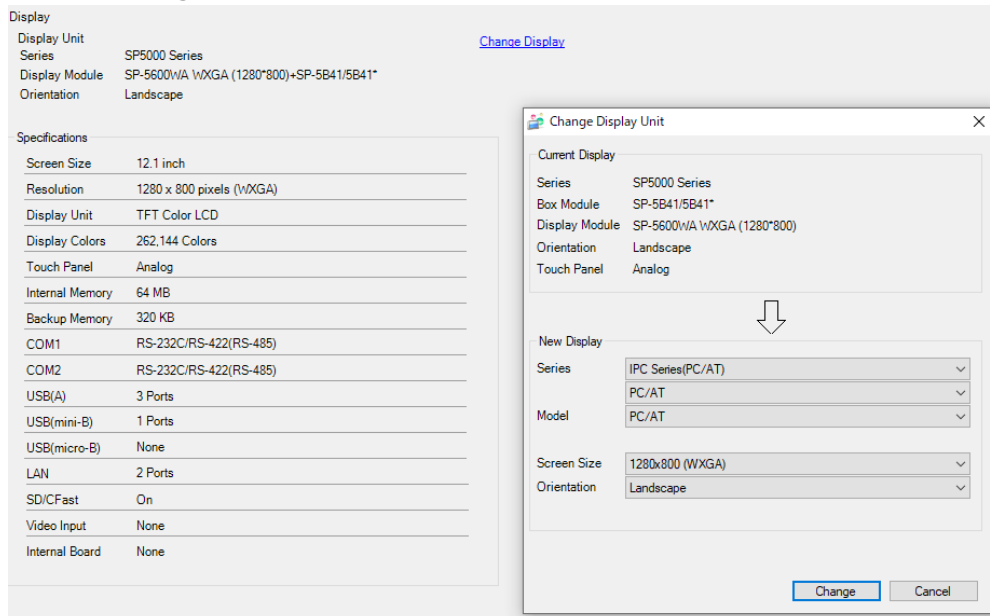 Display
Display Unit
Change Display
Series SP5000 Series
Display Module SP-5600WA WXGA (1280*800)+SP-5B41/5B41*
Orientation Landscape
Specifications
Screen Size 12.1 inch
Resolution 1280 x 800 pixels (WXGA)
Display Unit TFT Color LCD
Display Colors 262,144 Colors
Touch Panel Analog
Internal Memory 64 MB
Backup Memory 320 KB
COM1 RS-232C/RS-422(RS-485)
COM2 RS-232C/RS-422(RS-485)
USB(A) 3 Ports
USB(mini-B) 1 Ports
USB(micro-B) None
LAN 2 Ports
SD/CFast On
Video Input None
Internal Board None
Change Display Unit
Current Display
Series SP5000 Series
Box Module SP-5B41/5B41*
Display Module SP-5600WA WXGA (1280*800)
Orientation Landscape
Touch Panel Analog
New Display
Series IPC Series(PC/AT)
PC/AT
Model PC/AT
Screen Size 1280x800 (WXGA)
Orientation Landscape
Change Cancel